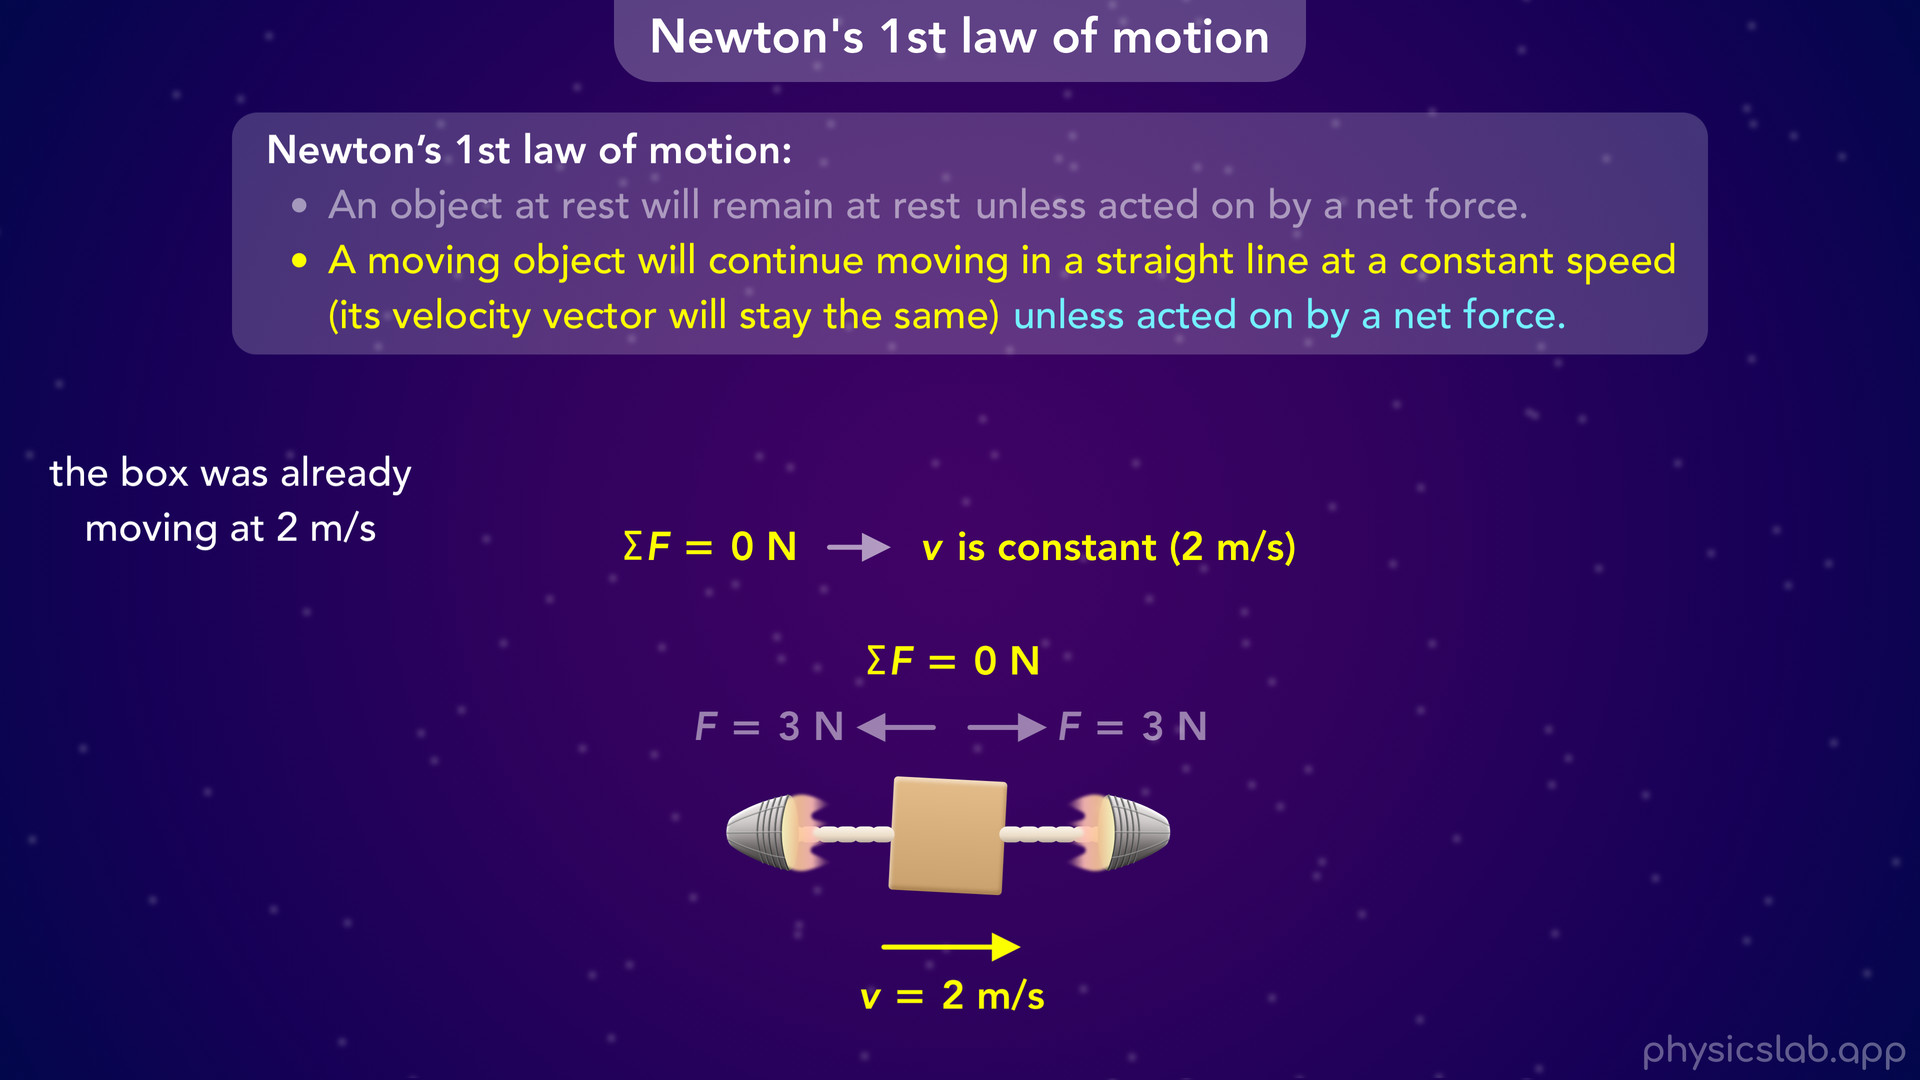 Newton's 1st law of motion
Newton’s 1st law of motion:
• An object at rest will remain at rest unless acted on by a net force.
• A moving object will continue moving in a straight line at a constant speed
(its velocity vector will stay the same) unless acted on by a net force.
the box was already
moving at 2 m/s
ΣF = 0 N → v is constant (2 m/s)
ΣF = 0 N
F = 3 N ← → F = 3 N
v = 2 m/s
physicslab.app